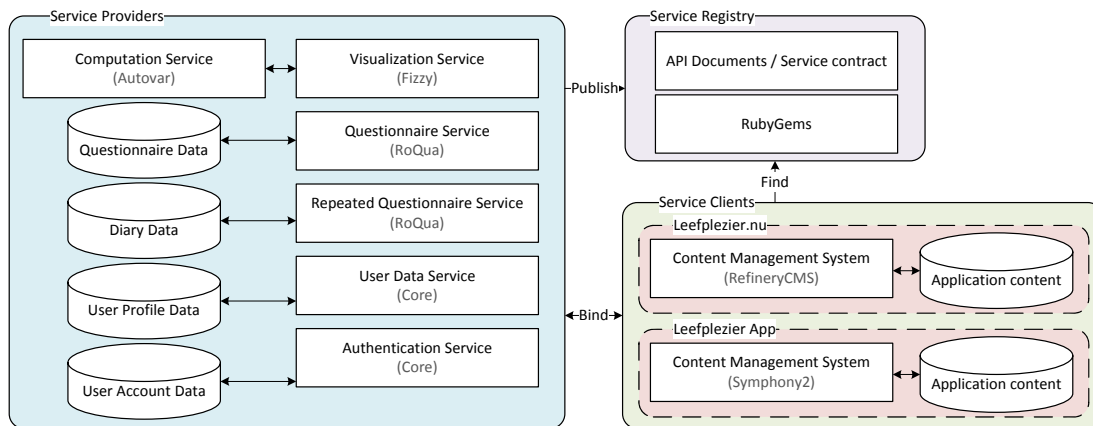 Service Providers
Computation Service
(Autovar)
Visualization Service
(Fizzy)
Questionnaire Data
Questionnaire Service
(RoQua)
Diary Data
Repeated Questionnaire Service
(RoQua)
User Profile Data
User Data Service
(Core)
User Account Data
Authentication Service
(Core)
Publish
Bind
Service Registry
API Documents / Service contract
RubyGems
Find
Service Clients
Leefplezier.nu
Content Management System
(RefineryCMS)
Application content
Leefplezier App
Content Management System
(Symphony2)
Application content